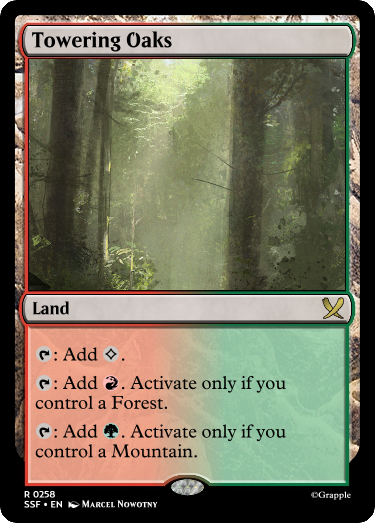 Towering Oaks
Land
: Add .
: Add . Activate only if you
control a Forest.
: Add . Activate only if you
control a Mountain.
R 0258
SSF • EN Marcel Nowotny
©Grapple